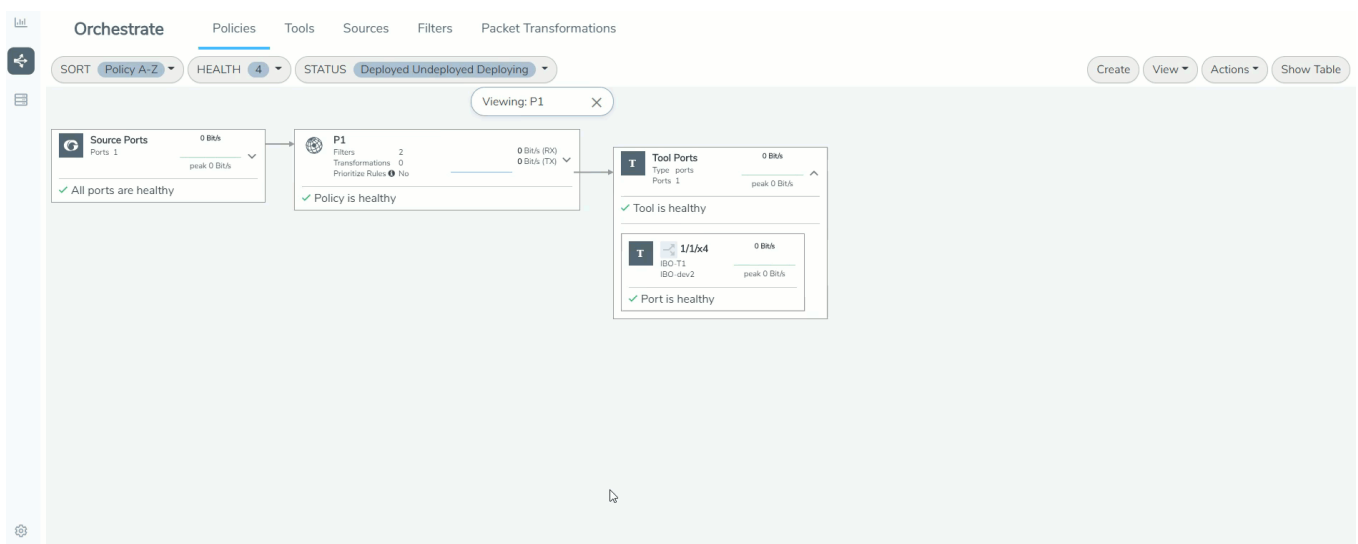 Orchestrate Policies Tools Sources Filters Packet Transformations
SORT Policy A-Z HEALTH 4 STATUS Deployed Undeployed Deploying Create View Actions Show Table
Viewing: P1
Source Ports 0 Bit/s
Ports 1
peak 0 Bit/s
All ports are healthy
P1
Filters 2 0 Bit/s (RX)
Transformations 0 0 Bit/s (TX)
Prioritize Rules No
Policy is healthy
T Tool Ports 0 Bit/s
Type ports
Ports 1 peak 0 Bit/s
Tool is healthy
T 1/1/x4 0 Bit/s
IBO-T1
IBO-dev2 peak 0 Bit/s
Port is healthy